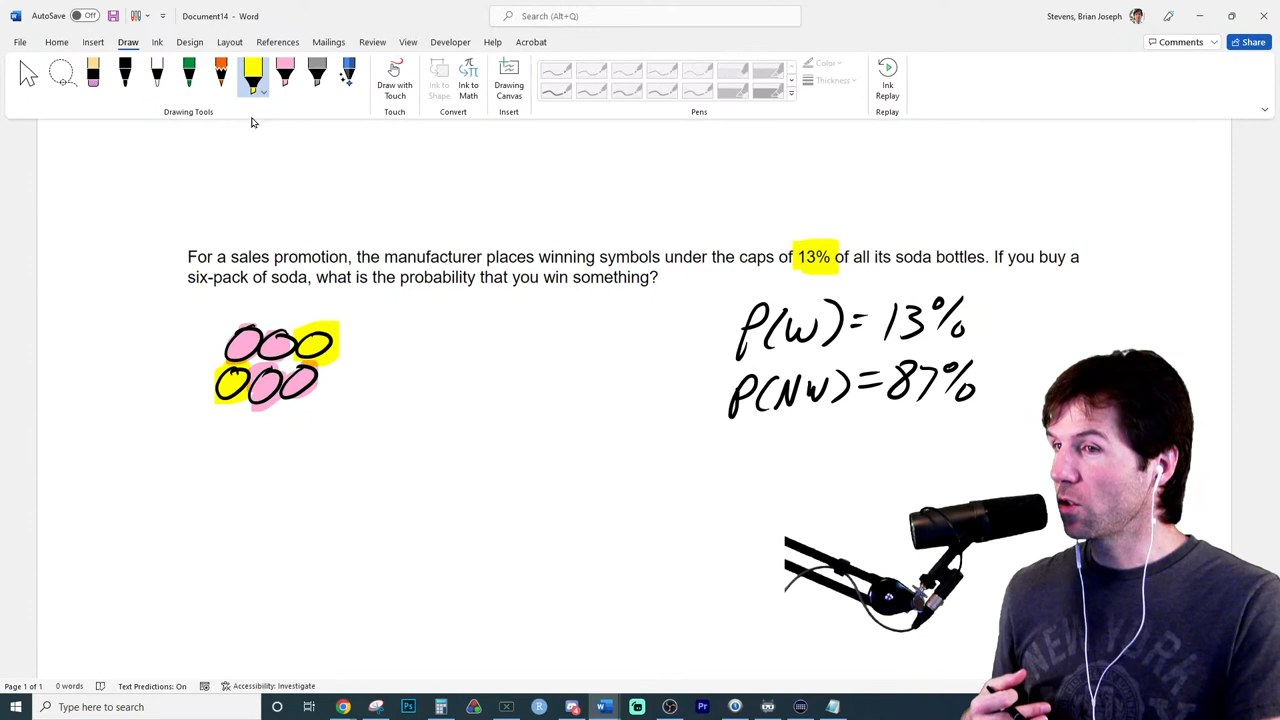 AutoSave Off Document14 - Word Search (Alt+Q) Stevens, Brian Joseph
File Home Insert Draw Ink Design Layout References Mailings Review View Developer Help Acrobat Comments Share
Draw with Touch
Ink to Shape
Ink to Math
Drawing Canvas
Color
Thickness
Ink Replay
Drawing Tools Touch Convert Insert Pens Replay
For a sales promotion, the manufacturer places winning symbols under the caps of 13% of all its soda bottles. If you buy a
six-pack of soda, what is the probability that you win something?
P(W) = 13%
P(NW) = 87%
Page 1 of 1 0 words Text Predictions: On Accessibility: Investigate
Type here to search